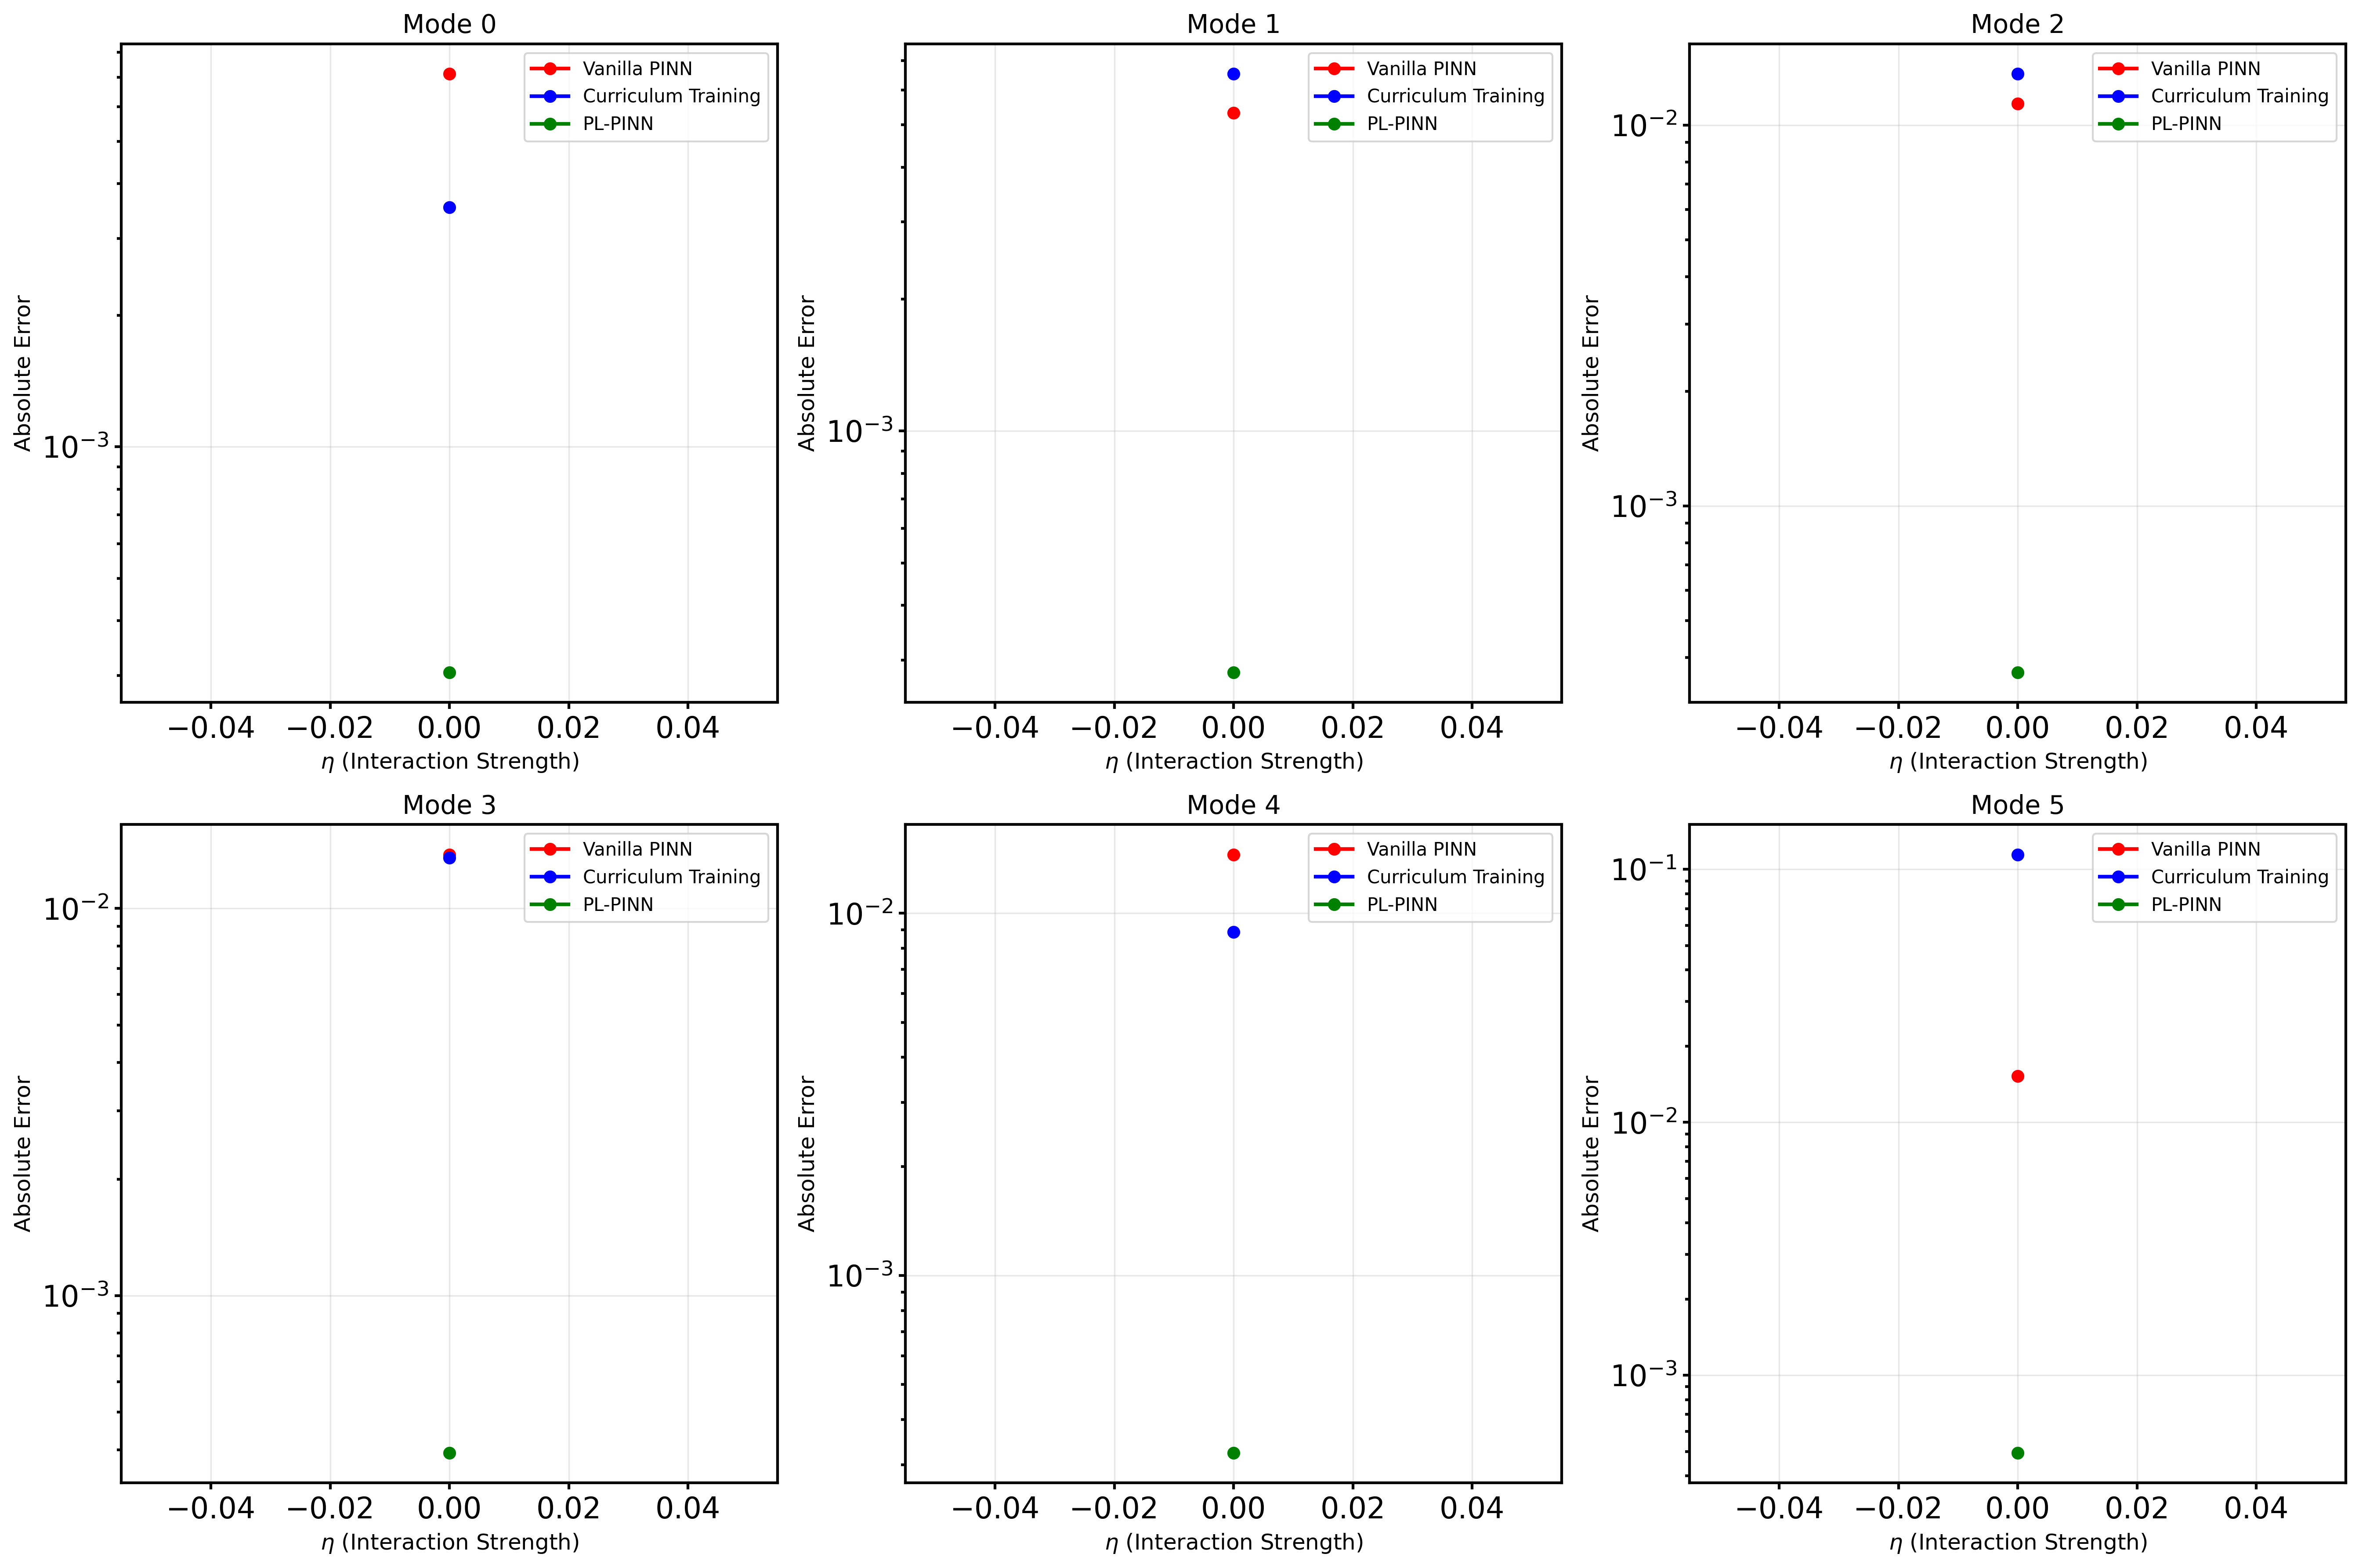 Mode 0
Vanilla PINN
Curriculum Training
PL-PINN
Absolute Error
10⁻³
−0.04 −0.02 0.00 0.02 0.04
η (Interaction Strength)
Mode 1
Vanilla PINN
Curriculum Training
PL-PINN
Absolute Error
10⁻³
−0.04 −0.02 0.00 0.02 0.04
η (Interaction Strength)
Mode 2
Vanilla PINN
Curriculum Training
PL-PINN
Absolute Error
10⁻²
10⁻³
−0.04 −0.02 0.00 0.02 0.04
η (Interaction Strength)
Mode 3
Vanilla PINN
Curriculum Training
PL-PINN
Absolute Error
10⁻²
10⁻³
−0.04 −0.02 0.00 0.02 0.04
η (Interaction Strength)
Mode 4
Vanilla PINN
Curriculum Training
PL-PINN
Absolute Error
10⁻²
10⁻³
−0.04 −0.02 0.00 0.02 0.04
η (Interaction Strength)
Mode 5
Vanilla PINN
Curriculum Training
PL-PINN
Absolute Error
10⁻¹
10⁻²
10⁻³
−0.04 −0.02 0.00 0.02 0.04
η (Interaction Strength)